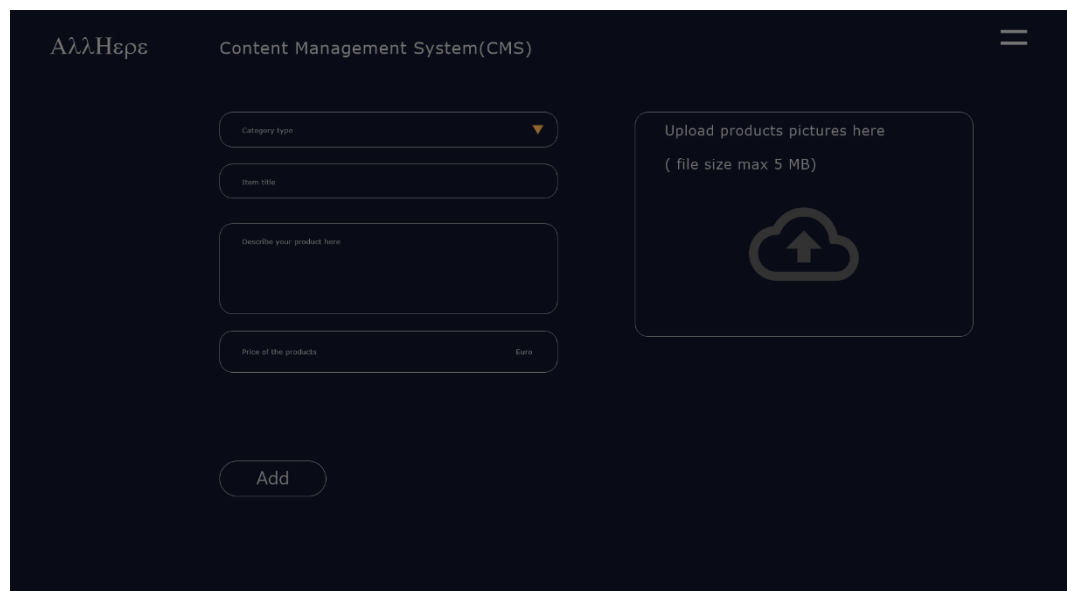 ΑλλΗερε
Content Management System(CMS)
Category type
Item title
Describe your product here
Price of the products Euro
Add
Upload products pictures here
( file size max 5 MB)